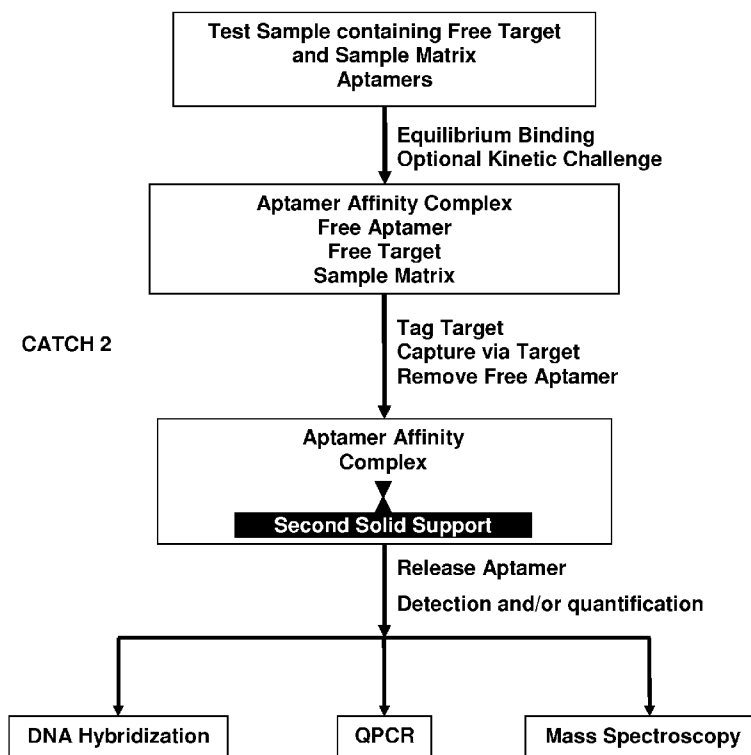 Test Sample containing Free Target
and Sample Matrix
Aptamers
Equilibrium Binding
Optional Kinetic Challenge
Aptamer Affinity Complex
Free Aptamer
Free Target
Sample Matrix
CATCH 2
Tag Target
Capture via Target
Remove Free Aptamer
Aptamer Affinity
Complex
Second Solid Support
Release Aptamer
Detection and/or quantification
DNA Hybridization
QPCR
Mass Spectroscopy